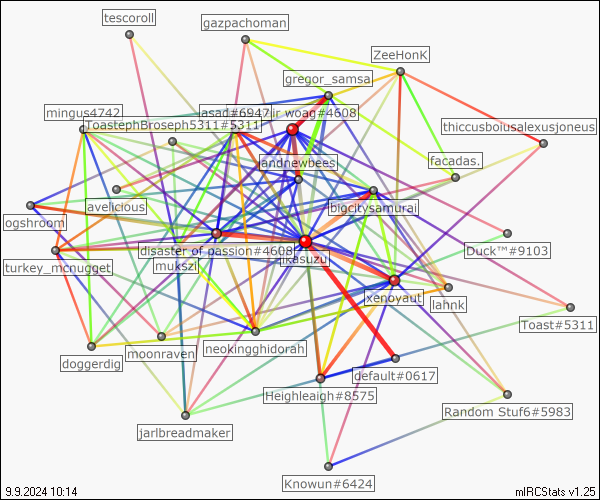 tescoroll
gazpachoman
ZeeHonK
gregor_samsa
mingus4742
asad#6947
lir woag#4608
ToastephBroseph5311#5311
thiccusboiusalexusjoneus
andnewbees
facadas.
avelicious
bigcitysamurai
ogshroom
disaster of passion#4608
Duck™#9103
kasuzu
turkey_mcnugget
mukszil
xenoyaut
lahnk
Toast#5311
neokingghidorah
moonraven
doggerdig
default#0617
Heighleaigh#8575
Random Stuf6#5983
jarlbreadmaker
Knowun#6424
9.9.2024 10:14
mIRCStats v1.25